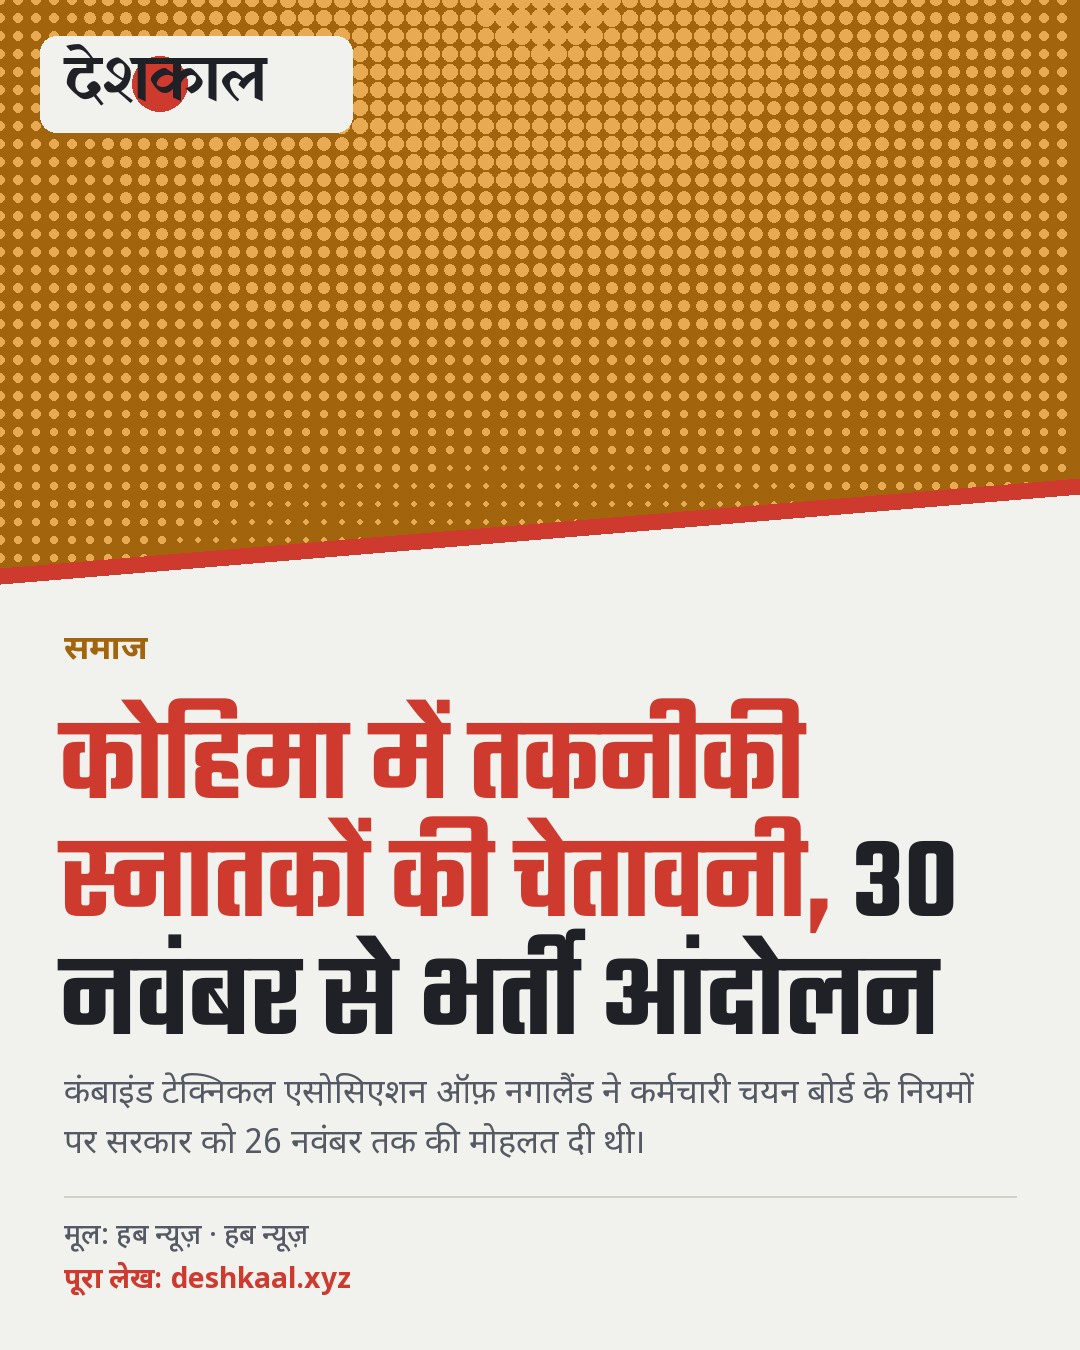 देशकाल
समाज
कोहिमा में तकनीकी
स्नातकों की चेतावनी, 30
नवंबर से भर्ती आंदोलन
कंबाइंड टेक्निकल एसोसिएशन ऑफ़ नगालैंड ने कर्मचारी चयन बोर्ड के नियमों
पर सरकार को 26 नवंबर तक की मोहलत दी थी।
मूल: हब न्यूज़ · हब न्यूज़
पूरा लेख: deshkaal.xyz